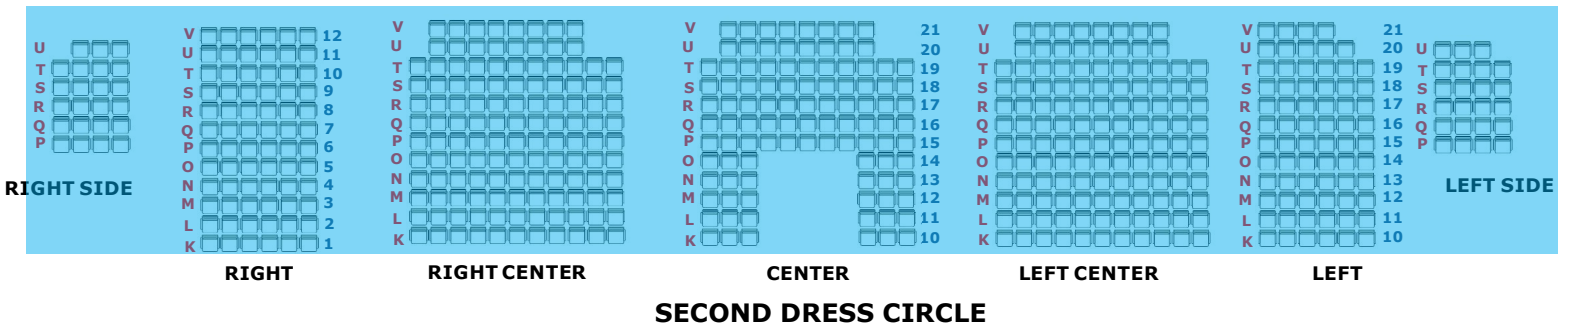 U
T
S
R
Q
P
RIGHT SIDE
V 12
U 11
T 10
S 9
R 8
Q 7
P 6
O 5
N 4
M 3
L 2
K 1
RIGHT
V
U
T
S
R
Q
P
O
N
M
L
K
RIGHT CENTER
V 21
U 20
T 19
S 18
R 17
Q 16
P 15
O 14
N 13
M 12
L 11
K 10
CENTER
V
U
T
S
R
Q
P
O
N
M
L
K
LEFT CENTER
V 21
U 20
T 19
S 18
R 17
Q 16
P 15
O 14
N 13
M 12
L 11
K 10
LEFT
U
T
S
R
Q
P
LEFT SIDE
SECOND DRESS CIRCLE